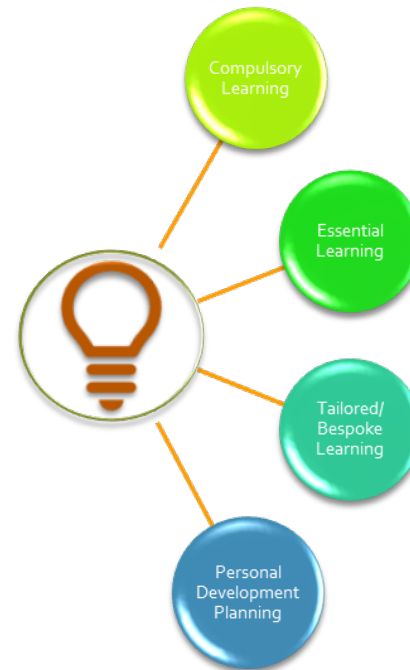 Compulsory
Learning
Essential
Learning
Tailored/
Bespoke
Learning
Personal
Development
Planning